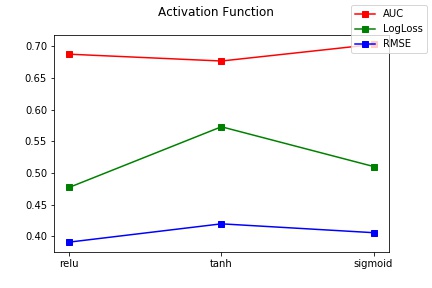 Activation Function
AUC
LogLoss
RMSE
0.70
0.65
0.60
0.55
0.50
0.45
0.40
relu tanh sigmoid